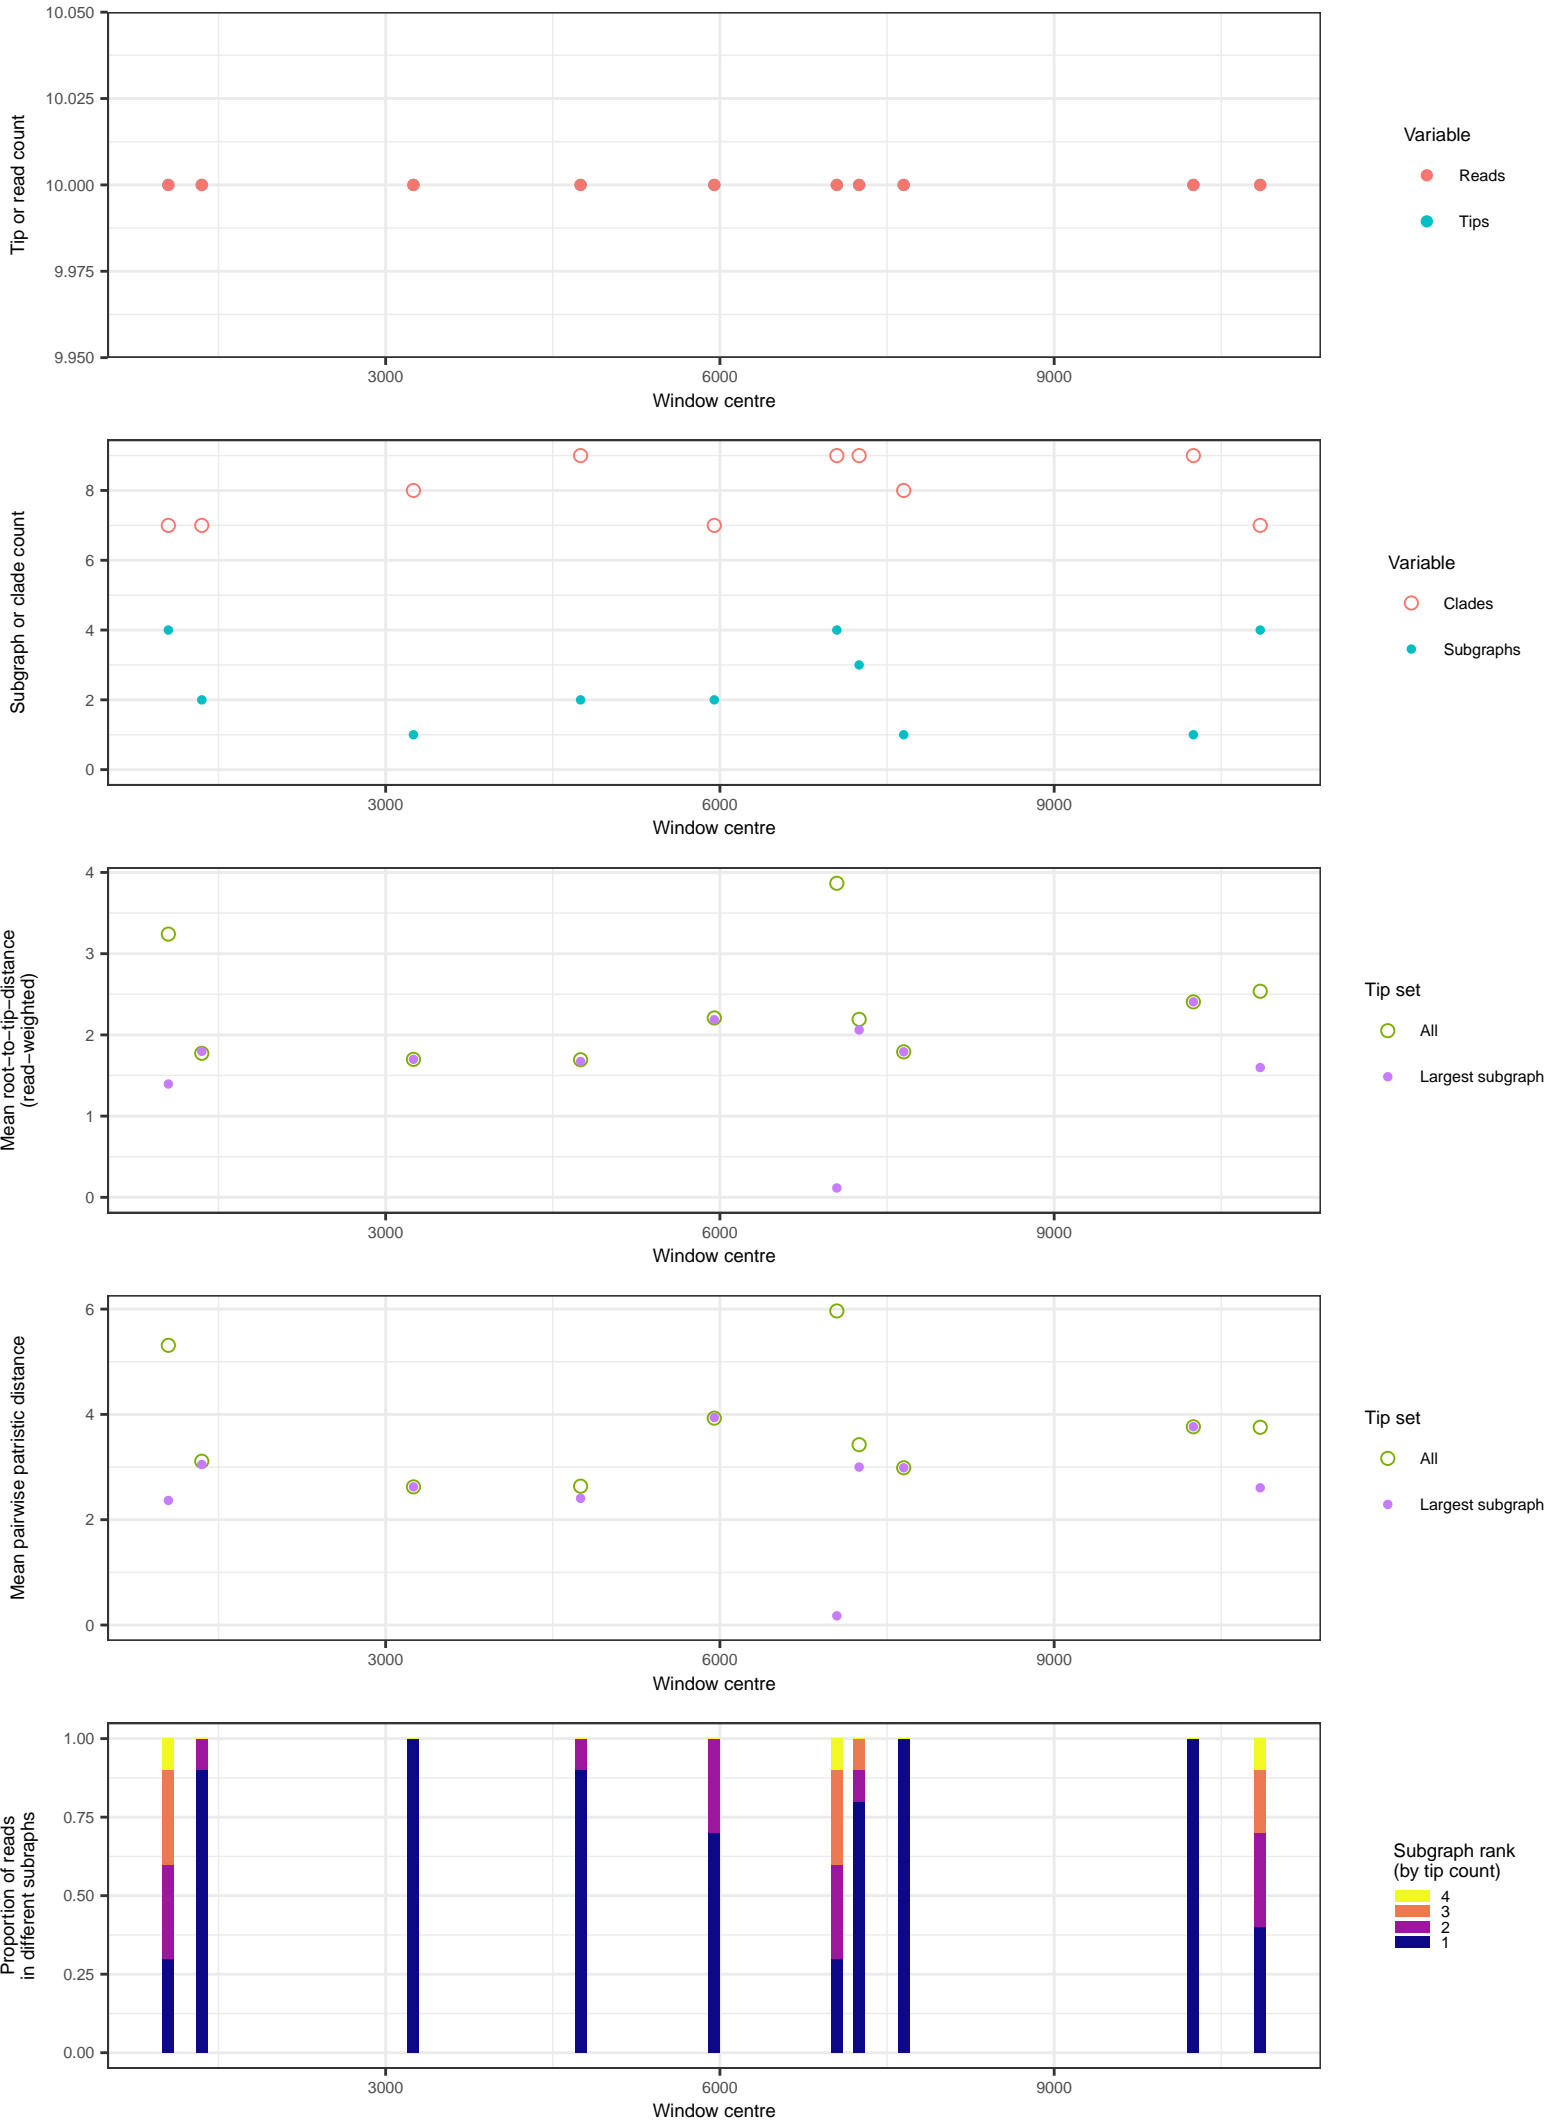 10.050
10.025
10.000
9.975
9.950
Tip or read count
3000
6000
9000
Window centre
Variable
Reads
Tips
8
6
4
2
0
Subgraph or clade count
3000
6000
9000
Window centre
Variable
Clades
Subgraphs
4
3
2
1
0
Mean root−to−tip−distance
(read−weighted)
3000
6000
9000
Window centre
Tip set
All
Largest subgraph
6
4
2
0
Mean pairwise patristic distance
3000
6000
9000
Window centre
Tip set
All
Largest subgraph
1.00
0.75
0.50
0.25
0.00
Proportion of reads
in different subraphs
3000
6000
9000
Window centre
Subgraph rank
(by tip count)
4
3
2
1